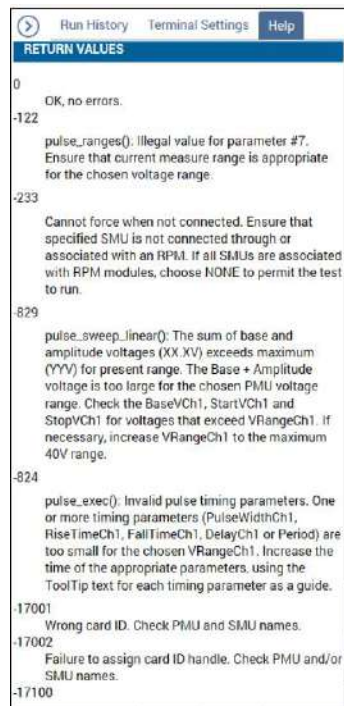 Run History Terminal Settings Help
RETURN VALUES
0
OK, no errors.
-122
pulse_ranges(): Illegal value for parameter #7.
Ensure that current measure range is appropriate
for the chosen voltage range.
-233
Cannot force when not connected. Ensure that
specified SMU is not connected through or
associated with an RPM. If all SMUs are associated
with RPM modules, choose NONE to permit the test
to run.
-829
pulse_sweep_linear(): The sum of base and
amplitude voltages (XX.XV) exceeds maximum
(YYV) for present range. The Base + Amplitude
voltage is too large for the chosen PMU voltage
range. Check the BaseVCh1, StartVCh1 and
StopVCh1 for voltages that exceed VRangeCh1. If
necessary, increase VRangeCh1 to the maximum
40V range.
-824
pulse_exec(): Invalid pulse timing parameters. One
or more timing parameters (PulseWidthCh1,
RiseTimeCh1, FallTimeCh1, DelayCh1 or Period) are
too small for the chosen VRangeCh1. Increase the
time of the appropriate parameters, using the
ToolTip text for each timing parameter as a guide.
-17001
Wrong card ID. Check PMU and SMU names.
-17002
Failure to assign card ID handle. Check PMU and/or
SMU names.
-17100